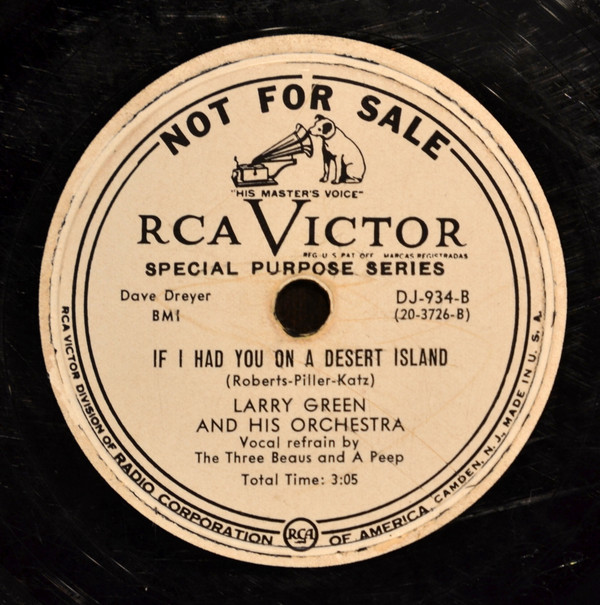 NOT FOR SALE
"HIS MASTER'S VOICE"
RCA VICTOR
REG. U. S. PAT. OFF. MARCAS REGISTRADAS
SPECIAL PURPOSE SERIES
Dave Dreyer
BMI
DJ-934-B
(20-3726-B)
IF I HAD YOU ON A DESERT ISLAND
(Roberts-Piller-Katz)
LARRY GREEN
AND HIS ORCHESTRA
Vocal refrain by
The Three Beaus and A Peep
Total Time: 3:05
RCA VICTOR DIVISION OF RADIO CORPORATION RCA OF AMERICA, CAMDEN, N. J., MADE IN U. S. A.